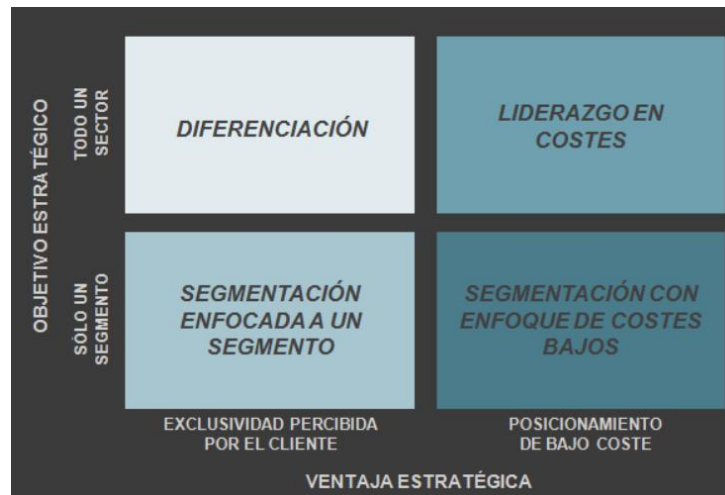 OBJETIVO ESTRATÉGICO
TODO UN
SECTOR
DIFERENCIACIÓN
LIDERAZGO EN
COSTES
SÓLO UN
SEGMENTO
SEGMENTACIÓN
ENFOCADA A UN
SEGMENTO
SEGMENTACIÓN CON
ENFOQUE DE COSTES
BAJOS
EXCLUSIVIDAD PERCIBIDA
POR EL CLIENTE
POSICIONAMIENTO
DE BAJO COSTE
VENTAJA ESTRATÉGICA